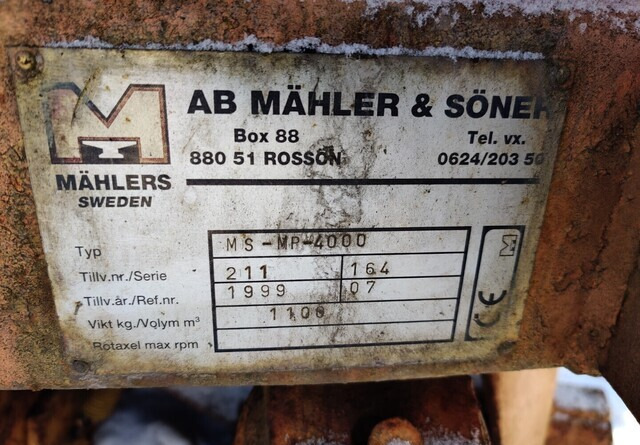 M
AB MÄHLER & SÖNER
Box 88
Tel. vx.
880 51 ROSSÖN
0624/203 50
MÄHLERS
SWEDEN
Typ MS-MP-4000
Tillv.nr./Serie 211 164
Tillv.år./Ref.nr. 1999 07
Vikt kg./Volym m³ 1100
Rotaxel max rpm
CE